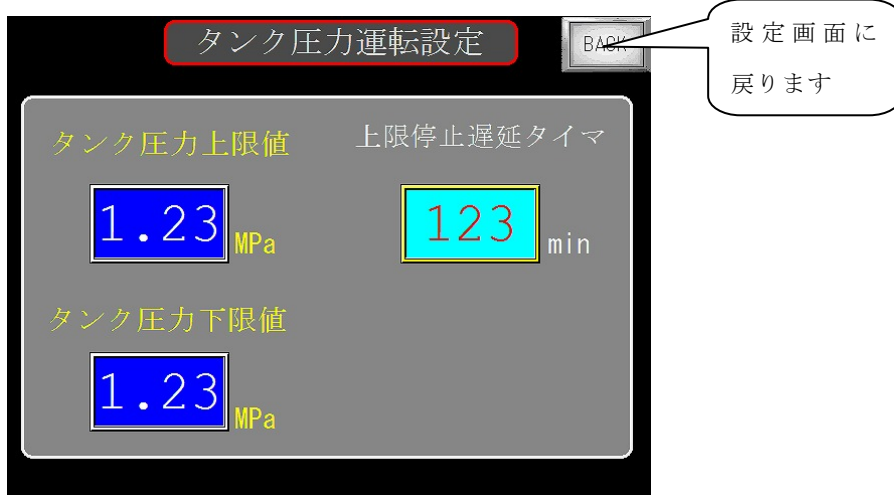 タンク圧力運転設定
BACK
設定画面に
戻ります
タンク圧力上限値
上限停止遅延タイマ
1.23 MPa
123 min
タンク圧力下限値
1.23 MPa